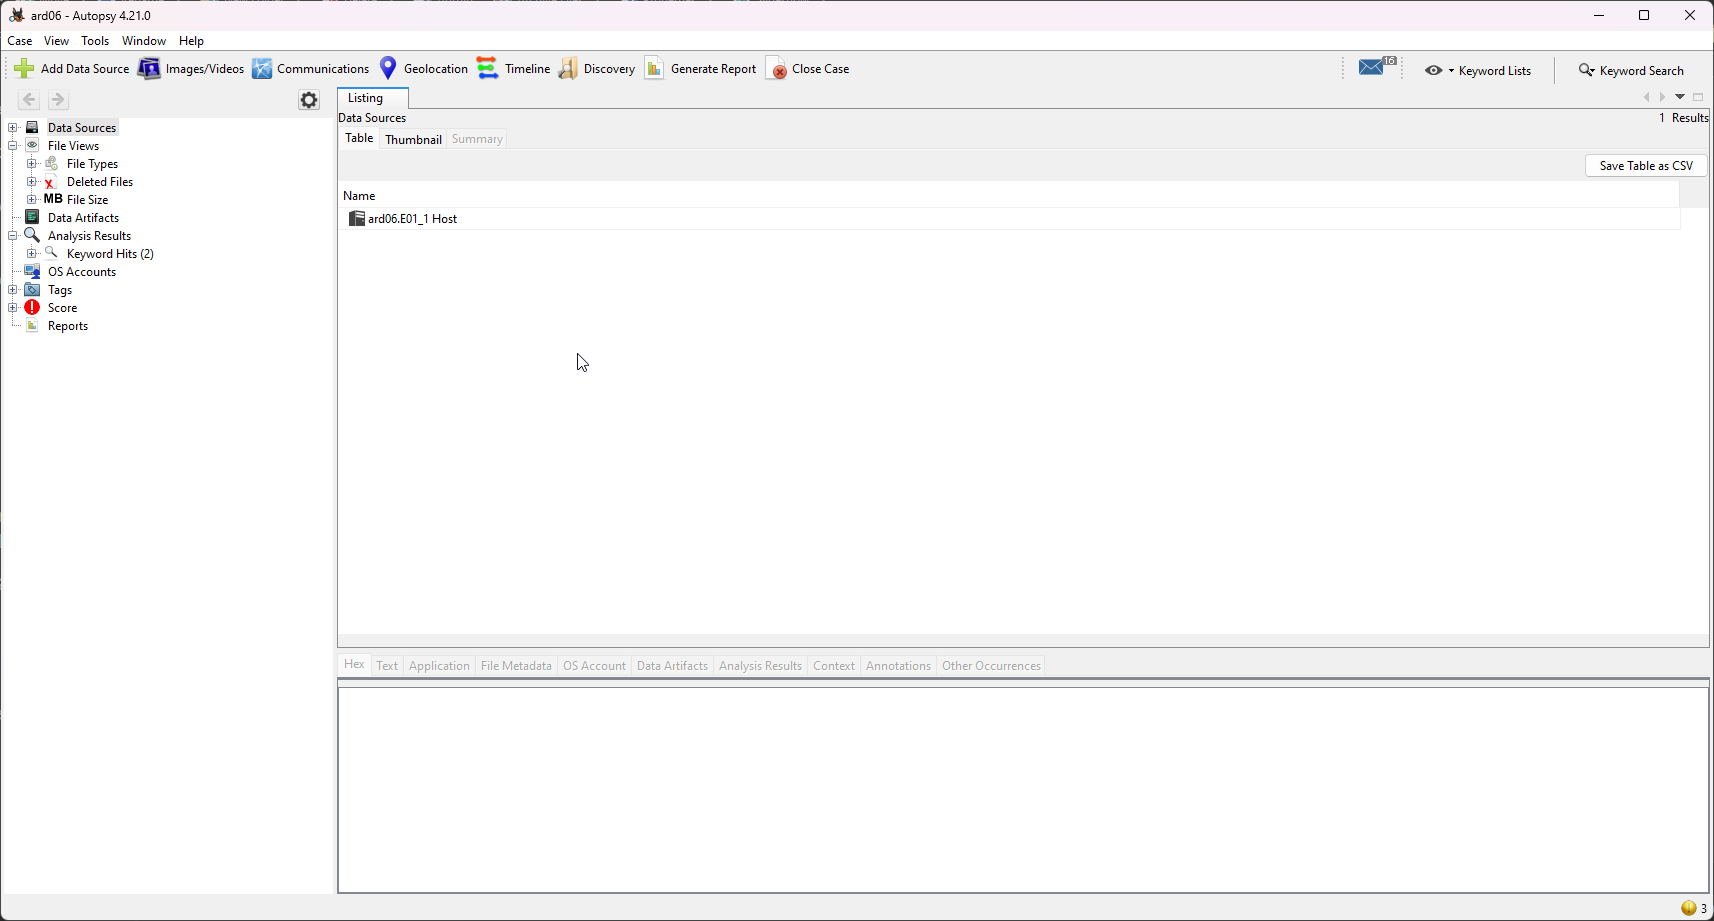 ard06 - Autopsy 4.21.0
Case View Tools Window Help
Add Data Source Images/Videos Communications Geolocation Timeline Discovery Generate Report Close Case 16 Keyword Lists Keyword Search
Listing
Data Sources 1 Results
Table Thumbnail Summary
Save Table as CSV
Name
ard06.E01_1 Host
Data Sources
File Views
File Types
Deleted Files
MB File Size
Data Artifacts
Analysis Results
Keyword Hits (2)
OS Accounts
Tags
Score
Reports
Hex Text Application File Metadata OS Account Data Artifacts Analysis Results Context Annotations Other Occurrences
3